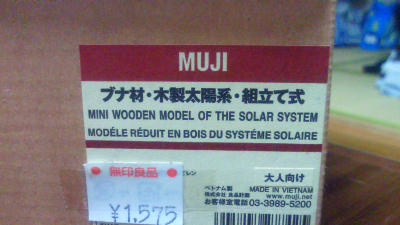 MUJI
ブナ材・木製太陽系・組立て式
MINI WOODEN MODEL OF THE SOLAR SYSTEM
MODÉLE RÉDUIT EN BOIS DU SYSTÉME SOLAIRE
無印良品
¥1,575
大人向け
ベトナム製 MADE IN VIETNAM
株式会社 良品計画 www.muji.net
お客様室電話 03-3989-5200